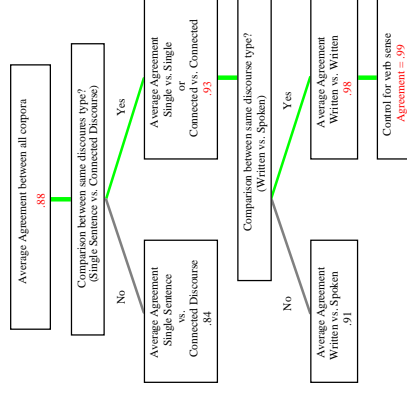 Average Agreement between all corpora
.88
Comparison between same discoures type?
(Single Sentence vs. Connected Discourse)
No
Yes
Average Agreement
Single Sentence
vs.
Connected Discourse
.84
Average Agreement
Single vs. Single
or
Connected vs. Connected
.93
Comparison between same discourse type?
(Written vs. Spoken)
No
Yes
Average Agreement
Written vs. Spoken
.91
Average Agreement
Written vs. Written
.98
Control for verb sense
Agreement = .99